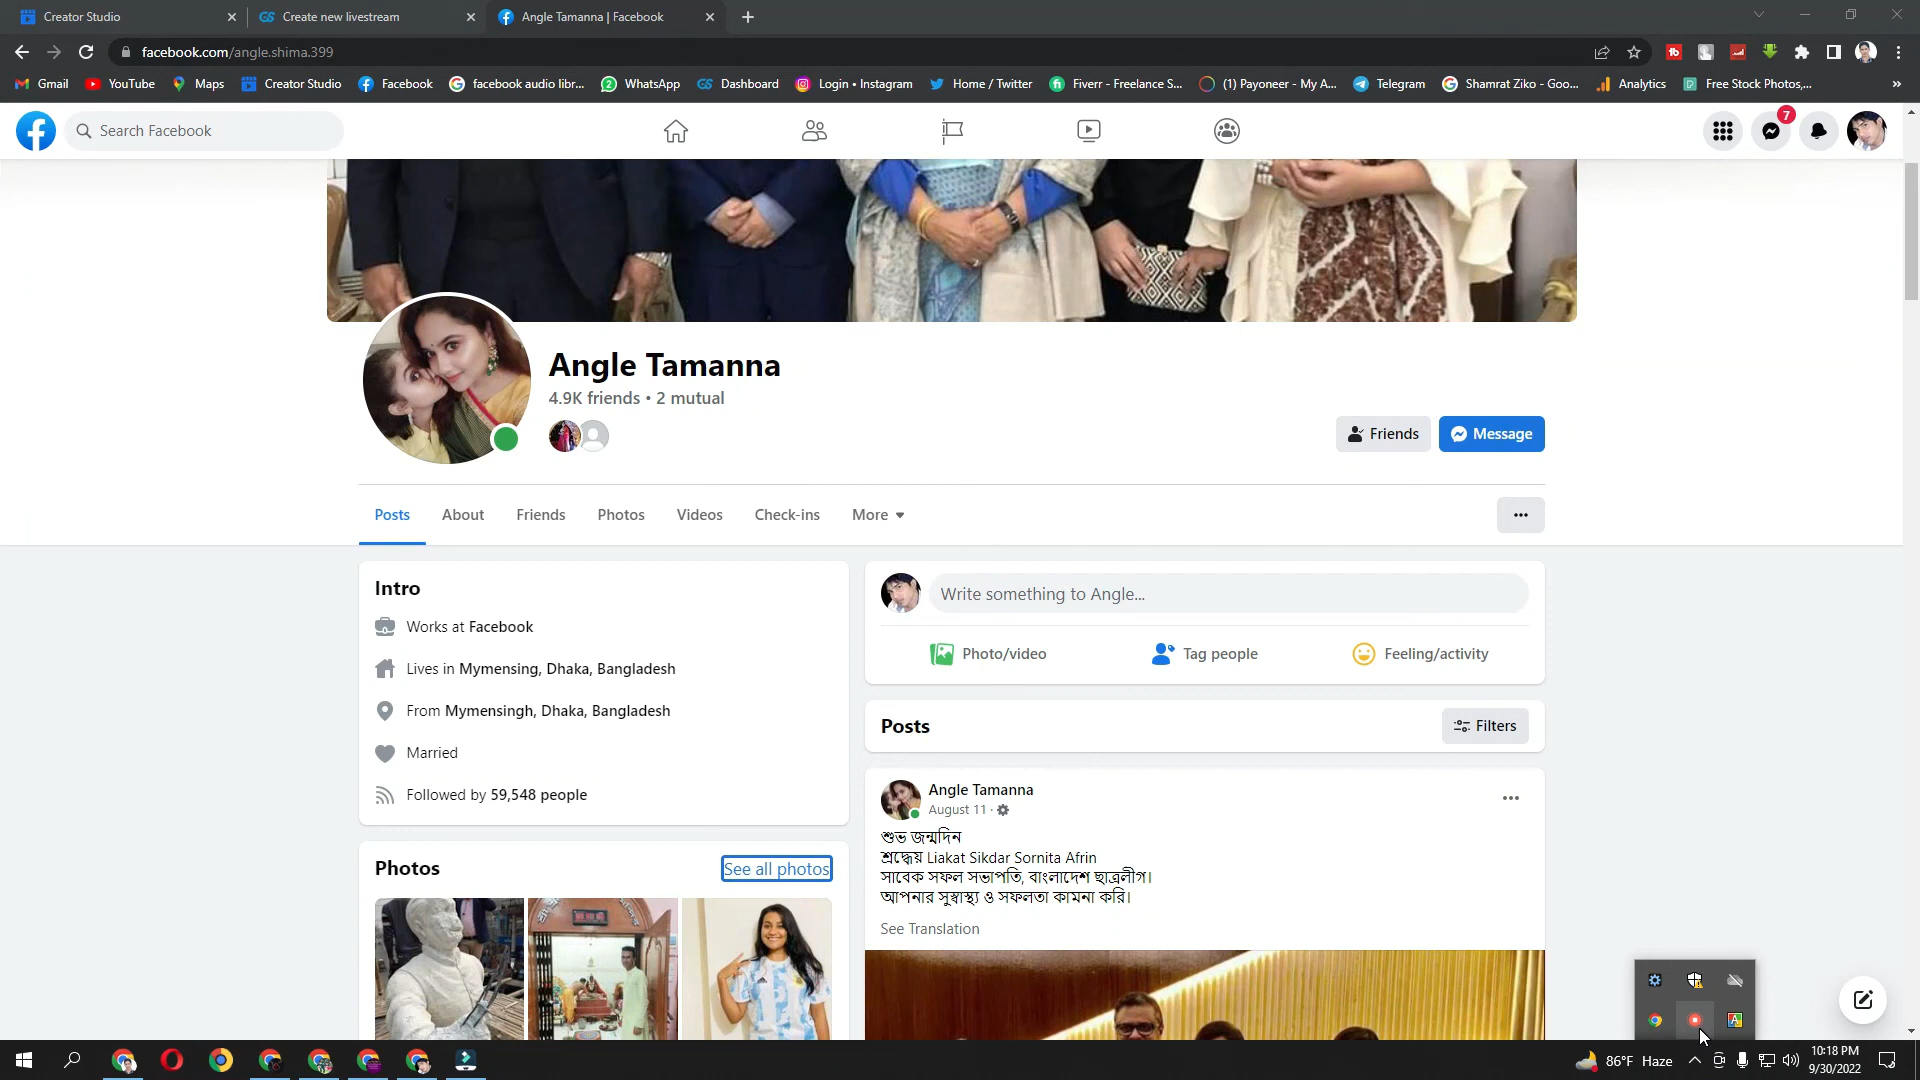 Creator Studio
Create new livestream
Angle Tamanna | Facebook
facebook.com/angle.shima.399
Gmail
YouTube
Maps
Creator Studio
Facebook
facebook audio libr...
WhatsApp
Dashboard
Login • Instagram
Home / Twitter
Fiverr - Freelance S...
(1) Payoneer - My A...
Telegram
Shamrat Ziko - Goo...
Analytics
Free Stock Photos,...
»
Search Facebook
7
Angle Tamanna
4.9K friends • 2 mutual
Friends
Message
Posts
About
Friends
Photos
Videos
Check-ins
More
Intro
Works at Facebook
Lives in Mymensing, Dhaka, Bangladesh
From Mymensingh, Dhaka, Bangladesh
Married
Followed by 59,548 people
Photos
See all photos
Write something to Angle...
Photo/video
Tag people
Feeling/activity
Posts
Filters
Angle Tamanna
August 11 ·
শুভ জন্মদিন
শ্রদ্ধেয় Liakat Sikdar Sornita Afrin
সাবেক সফল সভাপতি, বাংলাদেশ ছাত্রলীগ।
আপনার সুস্বাস্থ্য ও সফলতা কামনা করি।
See Translation
86°F Haze
10:18 PM
9/30/2022